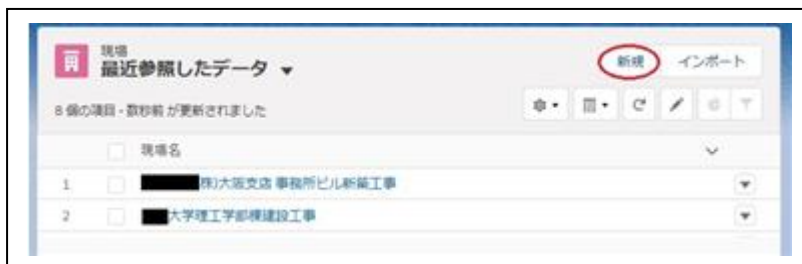 現場
最近参照したデータ
新規 インポート
8 個の項目・数秒前 が更新されました
現場名
1 株)大阪支店 事務所ビル新築工事
2 大学理工学部棟建設工事